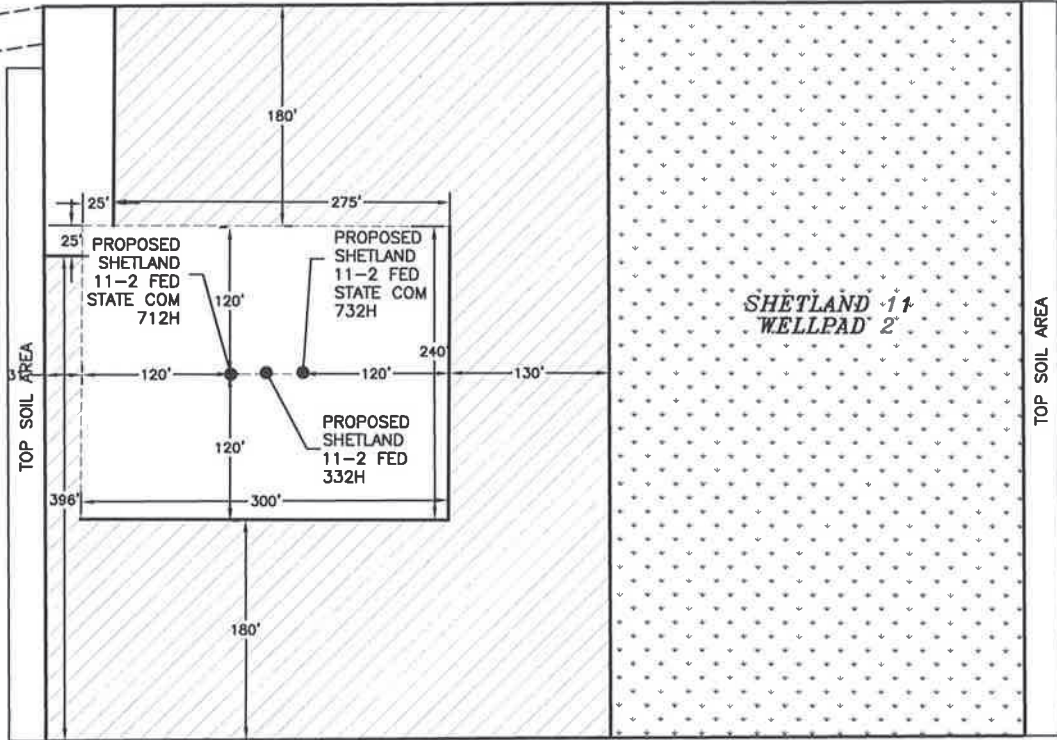 180'
25'
275'
25'
PROPOSED
SHETLAND
11-2 FED
STATE COM
712H
PROPOSED
SHETLAND
11-2 FED
STATE COM
732H
120'
240'
SHETLAND 11
WELLPAD 2
TOP SOIL AREA
TOP SOIL AREA
120'
120'
130'
PROPOSED
SHETLAND
11-2 FED
332H
120'
396'
300'
180'